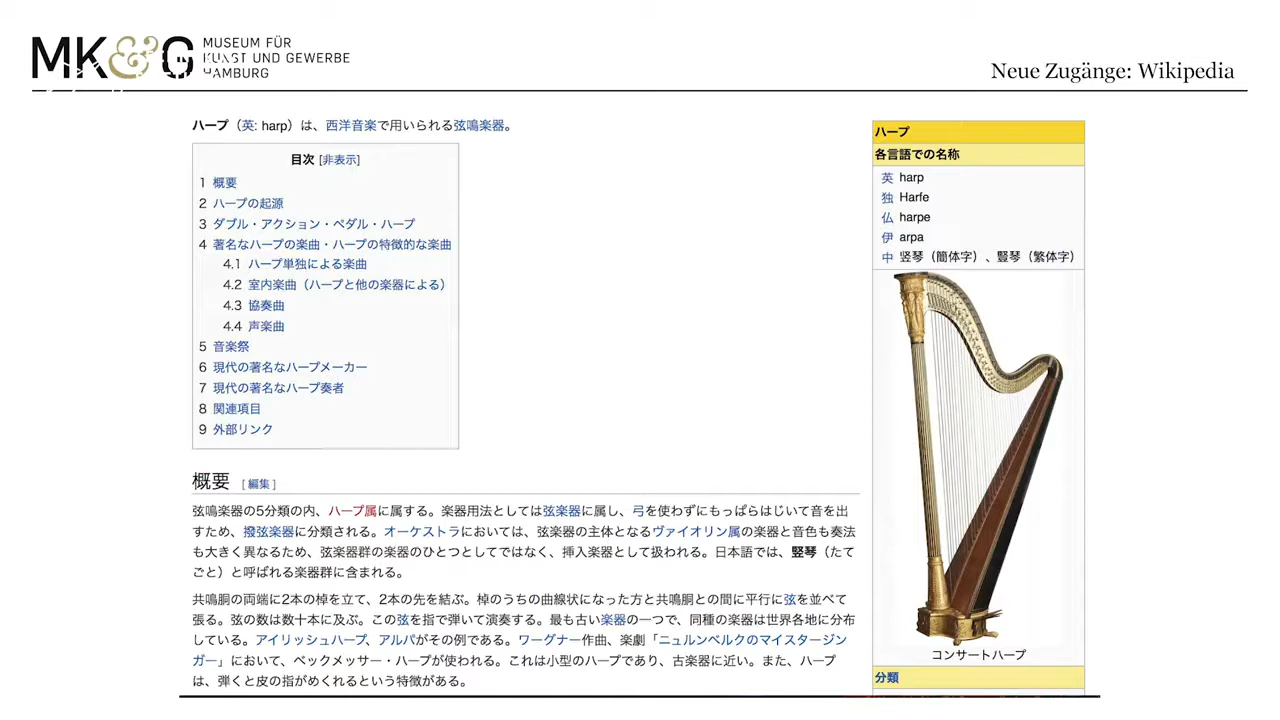 MK&G MUSEUM FÜR
KUNST UND GEWERBE
HAMBURG
Neue Zugänge: Wikipedia
ハープ（英: harp）は、西洋音楽で用いられる弦鳴楽器。
目次 [非表示]
1 概要
2 ハープの起源
3 ダブル・アクション・ペダル・ハープ
4 著名なハープの楽曲・ハープの特徴的な楽曲
4.1 ハープ単独による楽曲
4.2 室内楽曲（ハープと他の楽器による）
4.3 協奏曲
4.4 声楽曲
5 音楽祭
6 現代の著名なハープメーカー
7 現代の著名なハープ奏者
8 関連項目
9 外部リンク
概要 [編集]
弦鳴楽器の5分類の内、ハープ属に属する。楽器用法としては弦楽器に属し、弓を使わずにもっぱらはじいて音を出
すため、撥弦楽器に分類される。オーケストラにおいては、弦楽器の主体となるヴァイオリン属の楽器と音色も奏法
も大きく異なるため、弦楽器群の楽器のひとつとしてではなく、挿入楽器として扱われる。日本語では、竪琴（たて
ごと）と呼ばれる楽器群に含まれる。
共鳴胴の両端に2本の棹を立て、2本の先を結ぶ。棹のうちの曲線状になった方と共鳴胴との間に平行に弦を並べて
張る。弦の数は数十本に及ぶ。この弦を指で弾いて演奏する。最も古い楽器の一つで、同種の楽器は世界各地に分布
している。アイリッシュハープ、アルパがその例である。ワーグナー作曲、楽劇「ニュルンベルクのマイスタージン
ガー」において、ベックメッサー・ハープが使われる。これは小型のハープであり、古楽器に近い。また、ハープ
は、弾くと皮の指がめくれるという特徴がある。
ハープ
各言語での名称
英 harp
独 Harfe
仏 harpe
伊 arpa
中 竖琴（簡体字）、豎琴（繁体字）
コンサートハープ
分類